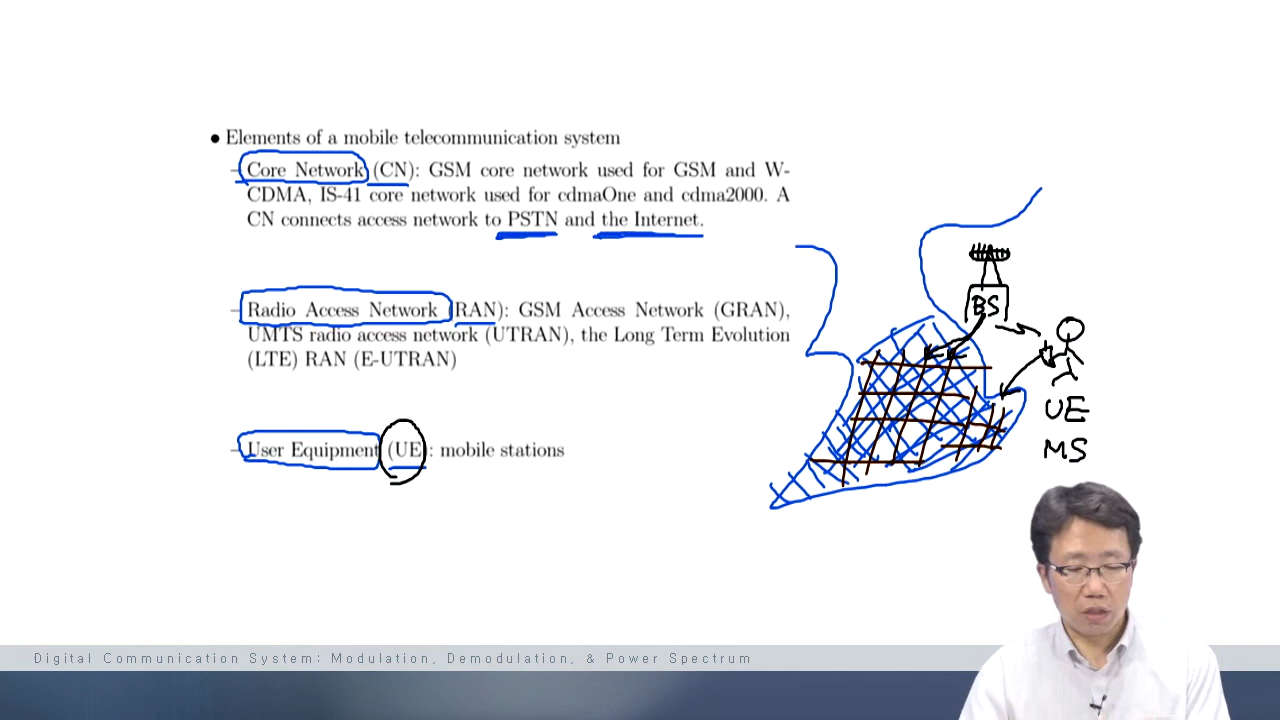 ● Elements of a mobile telecommunication system
– Core Network (CN): GSM core network used for GSM and W-
CDMA, IS-41 core network used for cdmaOne and cdma2000. A
CN connects access network to PSTN and the Internet.
– Radio Access Network (RAN): GSM Access Network (GRAN),
UMTS radio access network (UTRAN), the Long Term Evolution
(LTE) RAN (E-UTRAN)
– User Equipment (UE): mobile stations
BS
UE
MS
Digital Communication System: Modulation, Demodulation, & Power Spectrum